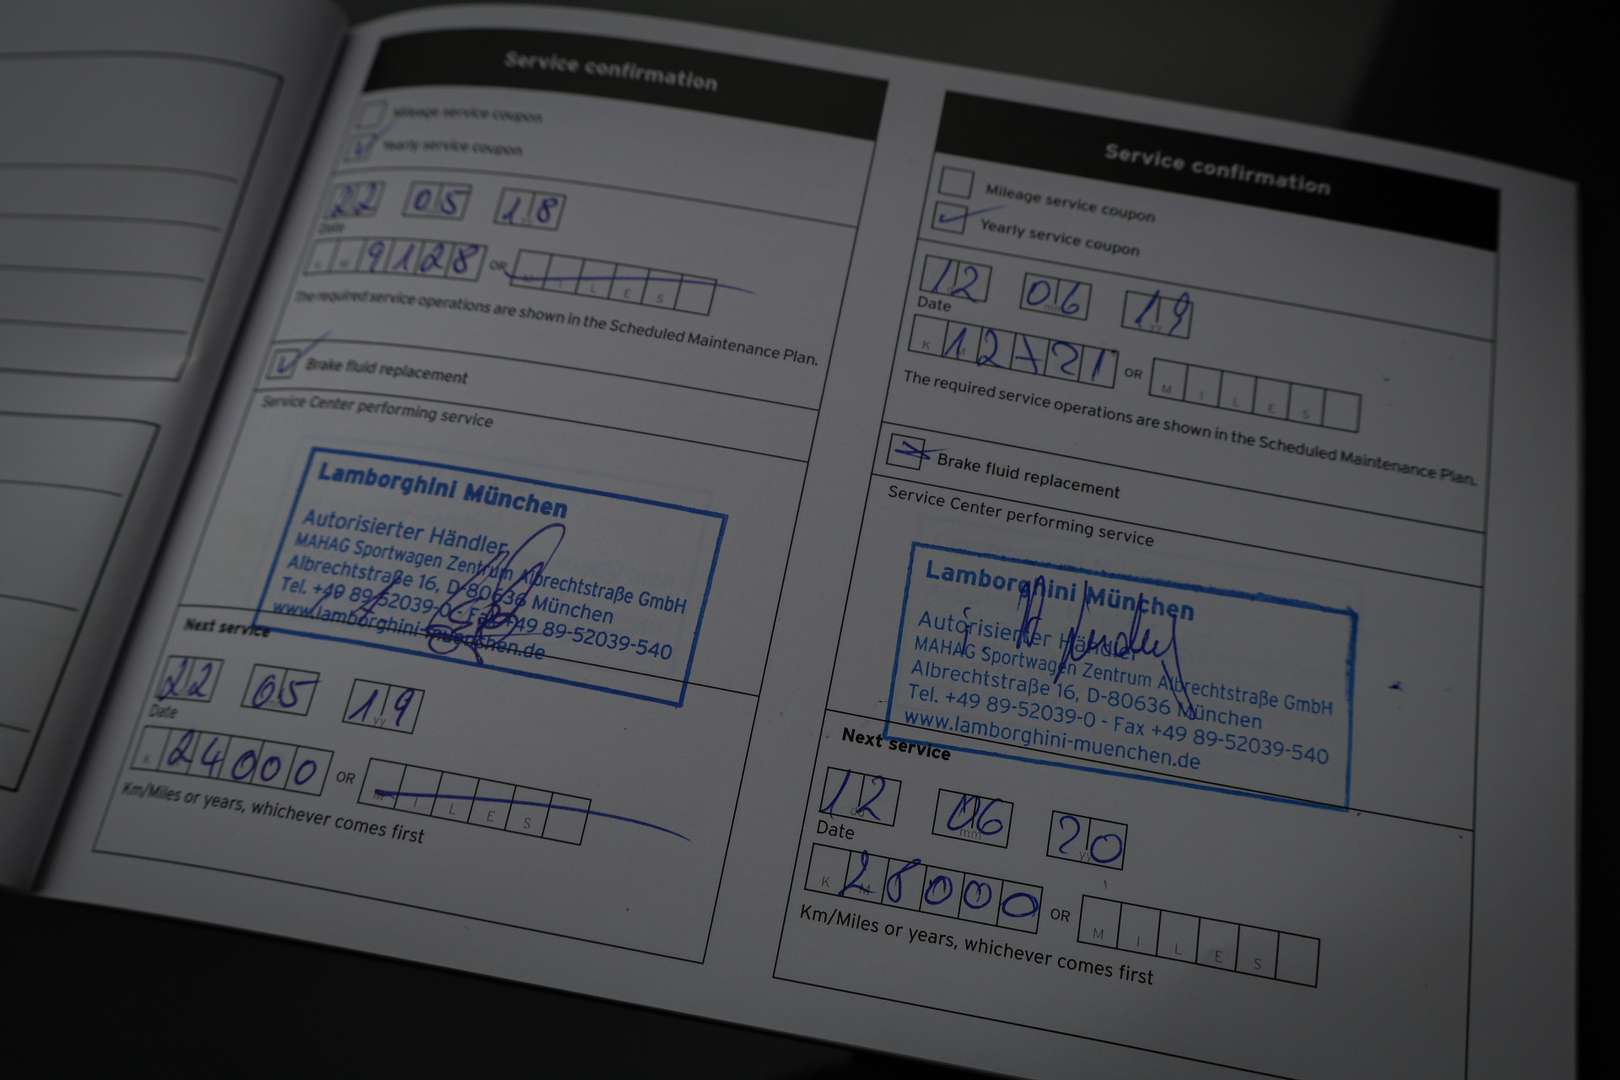 Service confirmation
Mileage service coupon
Yearly service coupon
22 05 18
Date
9128 OR MILES
The required service operations are shown in the Scheduled Maintenance Plan.
Brake fluid replacement
Service Center performing service
Lamborghini München
Autorisierter Händler
MAHAG Sportwagen Zentrum Albrechtstraße GmbH
Albrechtstraße 16, D-80636 München
Tel. +49 89-52039-0 - Fax +49 89-52039-540
www.lamborghini-muenchen.de
Next service
22 05 19
Date
K 24000 OR MILES
Km/Miles or years, whichever comes first
Service confirmation
Mileage service coupon
Yearly service coupon
12 06 19
Date
K 12721 OR MILES
The required service operations are shown in the Scheduled Maintenance Plan.
Brake fluid replacement
Service Center performing service
Lamborghini München
Autorisierter Händler
MAHAG Sportwagen Zentrum Albrechtstraße GmbH
Albrechtstraße 16, D-80636 München
Tel. +49 89-52039-0 - Fax +49 89-52039-540
www.lamborghini-muenchen.de
Next service
12 06 20
Date
K 28000 OR MILES
Km/Miles or years, whichever comes first